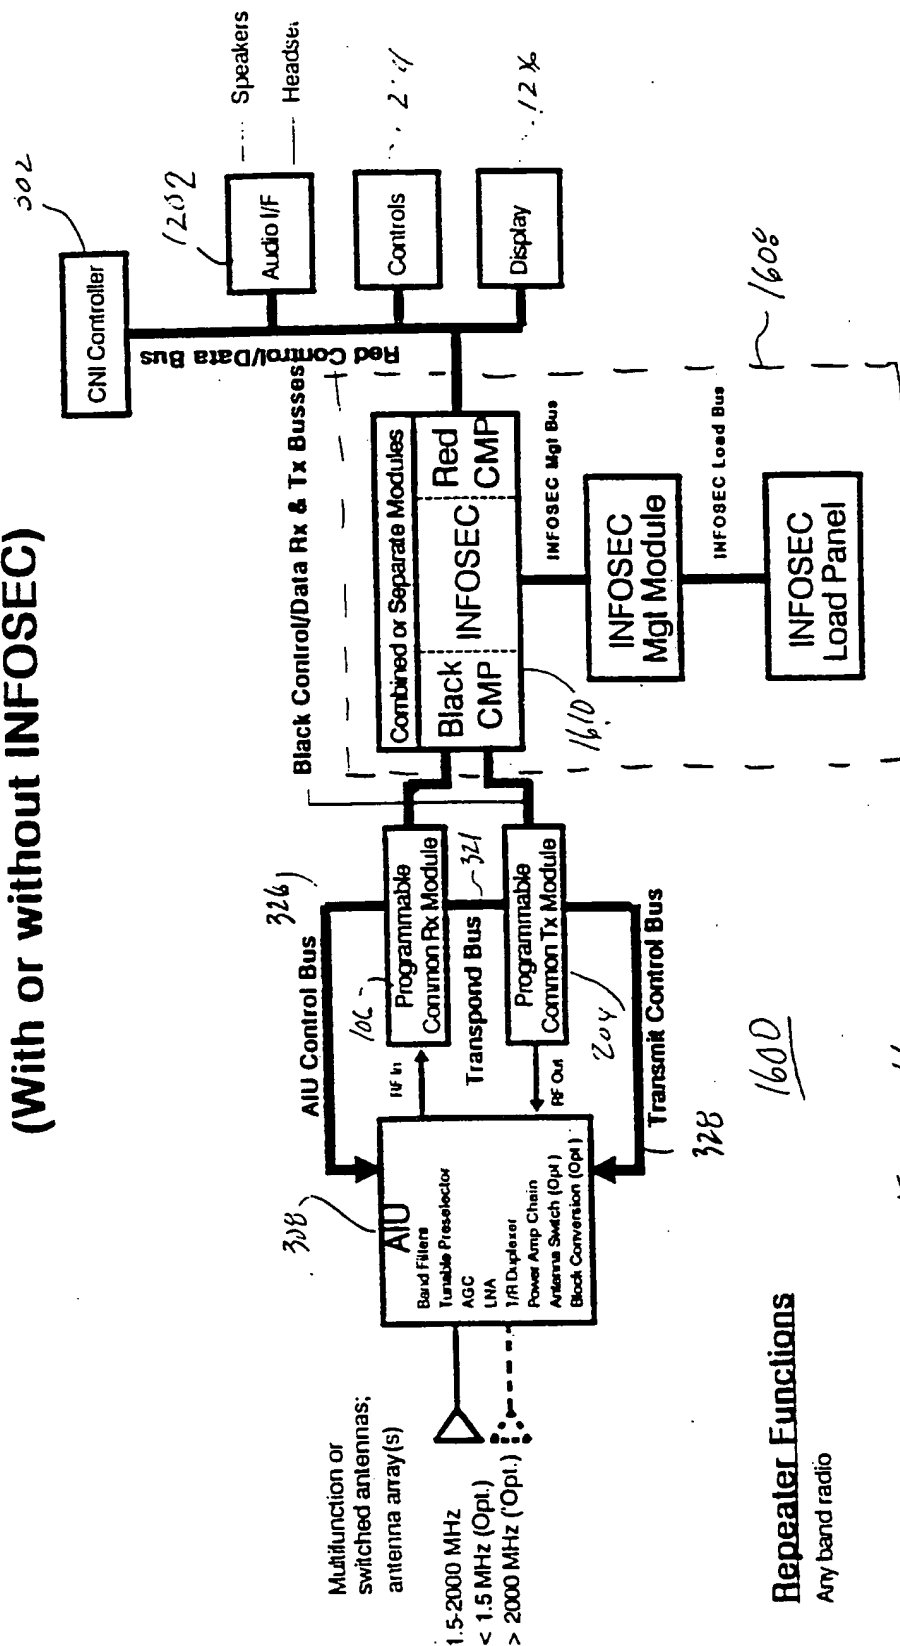 (With or without INFOSEC)
302
CNI Controller
1202
Audio I/F
Speakers
Controls
Display
Red Control/Data Bus
Black Control/Data Rx & Tx Busses
1608
Combined or Separate Modules
Black
CMP
INFOSEC
Red
CMP
1610
INFOSEC Mgt Bus
INFOSEC
Mgt Module
INFOSEC Load Bus
INFOSEC
Load Panel
326
AIU Control Bus
106
Programmable
Common Rx Module
RF In
Transpond Bus
321
Programmable
Common Tx Module
RF Out
204
Transmit Control Bus
328
308
AIU
Band Filters
Tunable Preselector
AGC
LNA
T/R Duplexer
Power Amp Chain
Antenna Switch (Opt)
Block Conversion (Opt)
Multifunction or
switched antennas;
antenna array(s)
1.5-2000 MHz
< 1.5 MHz (Opt.)
> 2000 MHz (Opt.)
1600
Repeater Functions
Any band radio